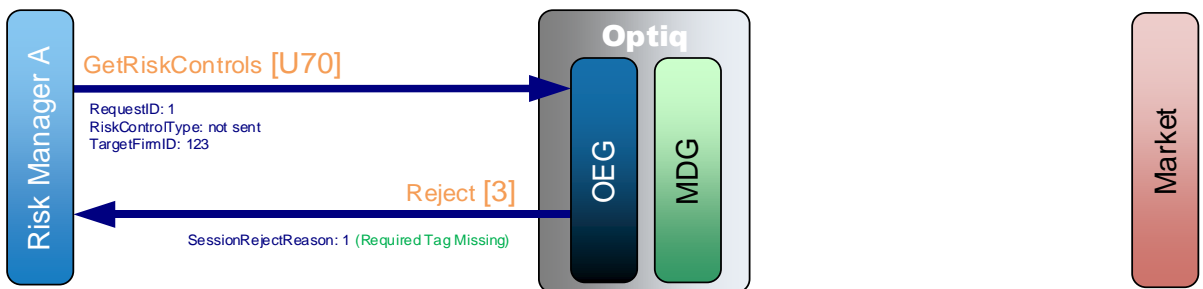 Risk Manager A
GetRiskControls [U70]
RequestID: 1
RiskControlType: not sent
TargetFirmID: 123
Reject [3]
SessionRejectReason: 1 (Required Tag Missing)
Optiq
OEG
MDG
Market